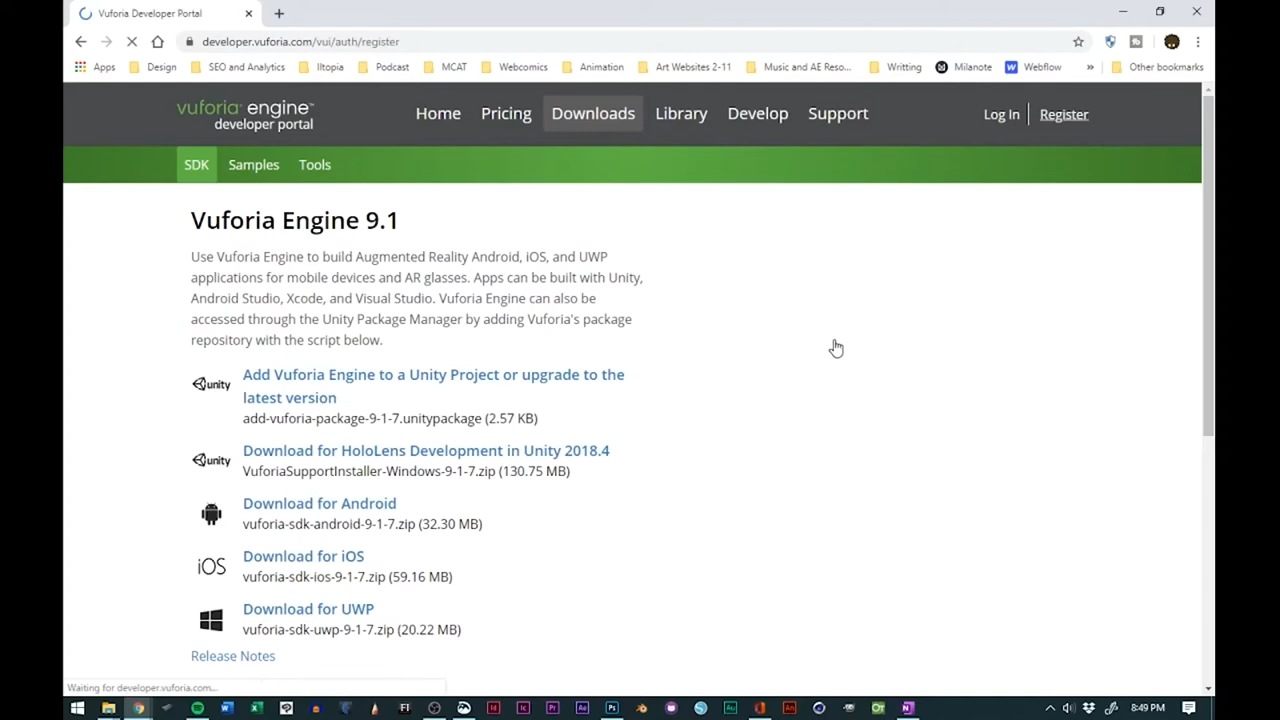 Vuforia Developer Portal
developer.vuforia.com/vui/auth/register
Apps Design SEO and Analytics Iltopia Podcast MCAT Webcomics Animation Art Websites 2-11 Music and AE Reso... Writting Milanote Webflow » Other bookmarks
vuforia engine™
developer portal
Home Pricing Downloads Library Develop Support Log In Register
SDK Samples Tools
Vuforia Engine 9.1
Use Vuforia Engine to build Augmented Reality Android, iOS, and UWP
applications for mobile devices and AR glasses. Apps can be built with Unity,
Android Studio, Xcode, and Visual Studio. Vuforia Engine can also be
accessed through the Unity Package Manager by adding Vuforia's package
repository with the script below.
unity Add Vuforia Engine to a Unity Project or upgrade to the
latest version
add-vuforia-package-9-1-7.unitypackage (2.57 KB)
unity Download for HoloLens Development in Unity 2018.4
VuforiaSupportInstaller-Windows-9-1-7.zip (130.75 MB)
Download for Android
vuforia-sdk-android-9-1-7.zip (32.30 MB)
iOS Download for iOS
vuforia-sdk-ios-9-1-7.zip (59.16 MB)
Download for UWP
vuforia-sdk-uwp-9-1-7.zip (20.22 MB)
Release Notes
Waiting for developer.vuforia.com...
8:49 PM